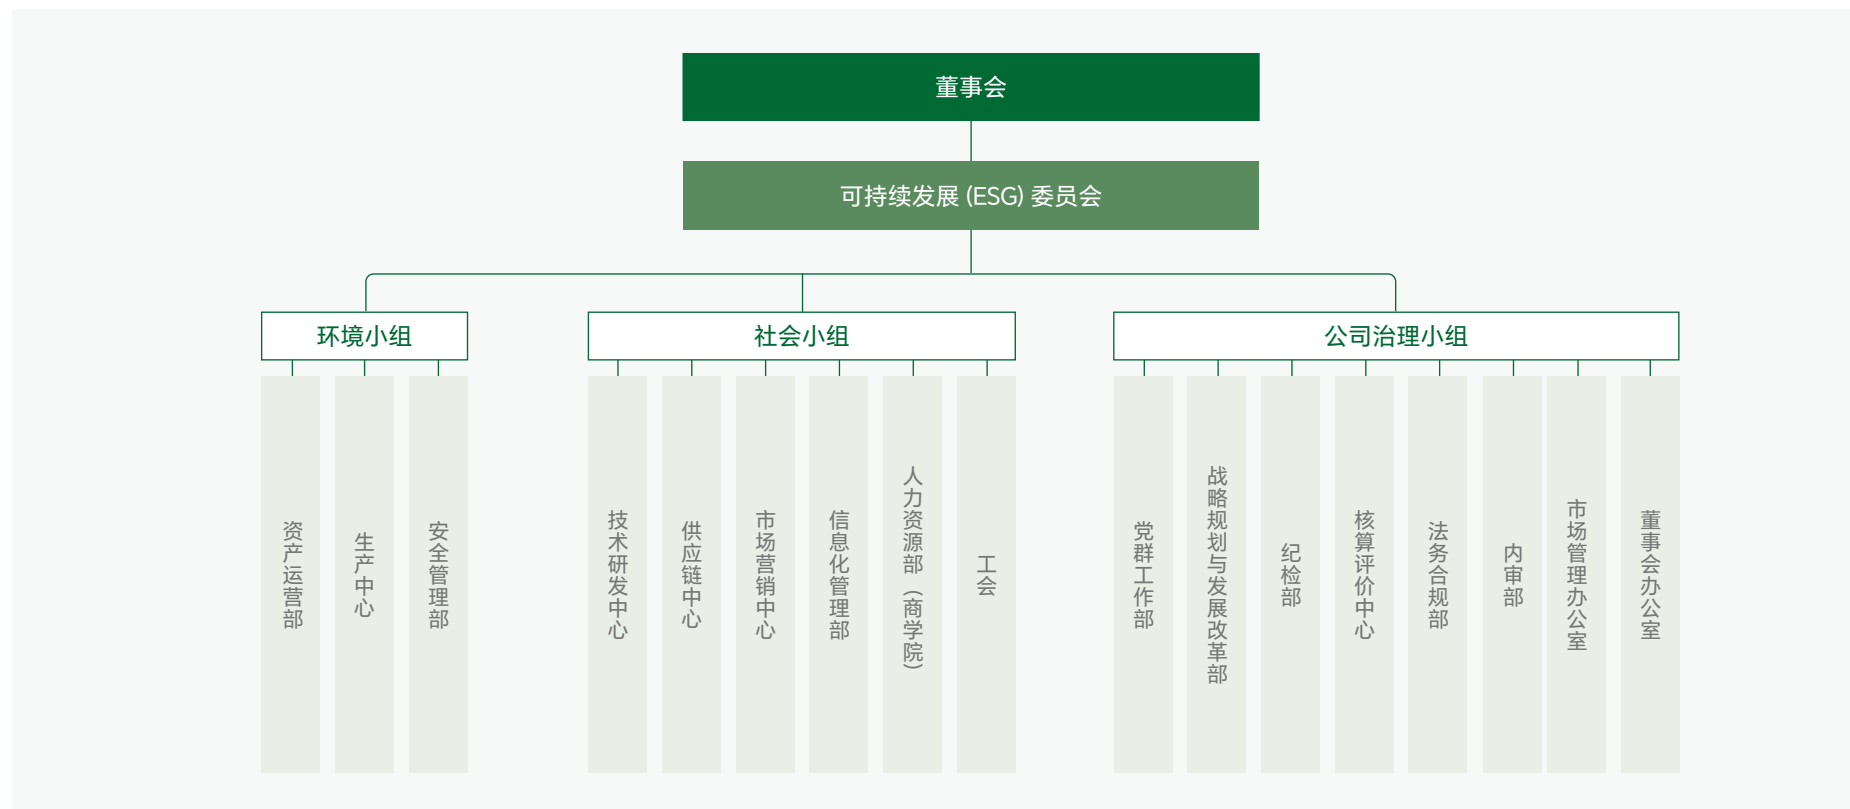 董事会
可持续发展 (ESG) 委员会
环境小组
社会小组
公司治理小组
资产运营部
生产中心
安全管理部
技术研发中心
供应链中心
市场营销中心
信息化管理部
人力资源部（商学院）
工会
党群工作部
战略规划与发展改革部
纪检部
核算评价中心
法务合规部
内审部
市场管理办公室
董事会办公室